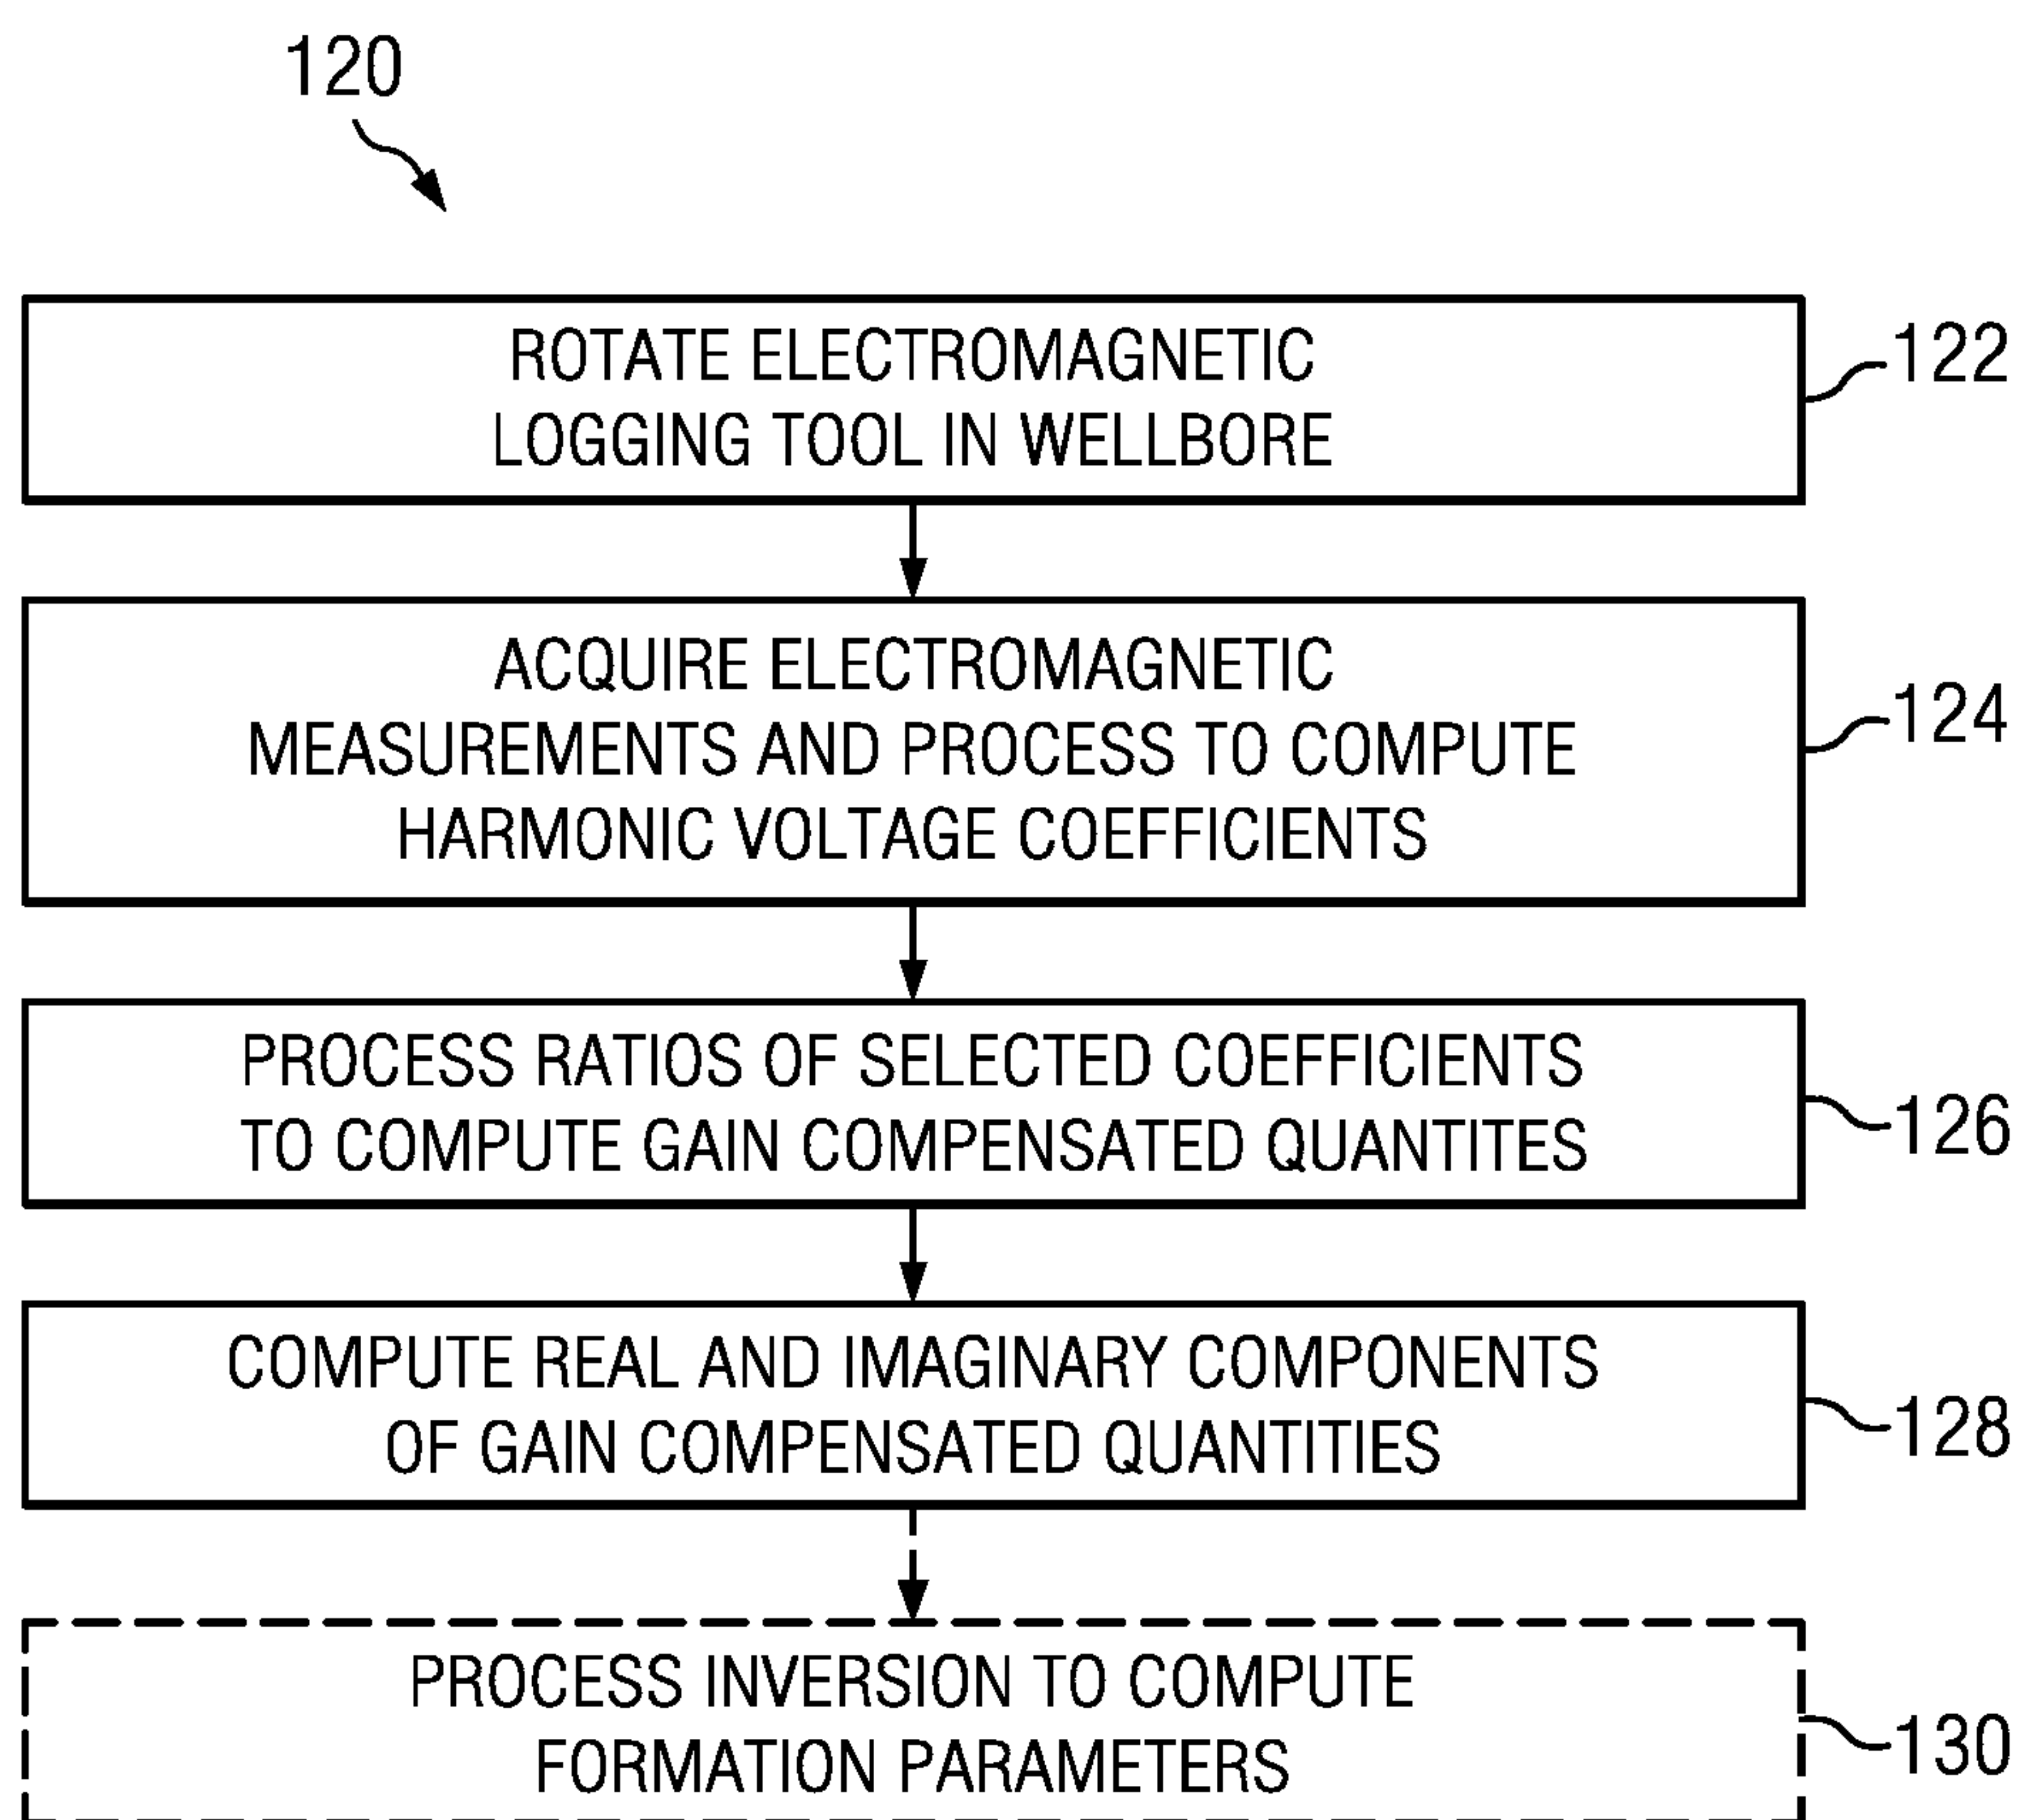 120
ROTATE ELECTROMAGNETIC
LOGGING TOOL IN WELLBORE
122
ACQUIRE ELECTROMAGNETIC
MEASUREMENTS AND PROCESS TO COMPUTE
HARMONIC VOLTAGE COEFFICIENTS
124
PROCESS RATIOS OF SELECTED COEFFICIENTS
TO COMPUTE GAIN COMPENSATED QUANTITES
126
COMPUTE REAL AND IMAGINARY COMPONENTS
OF GAIN COMPENSATED QUANTITIES
128
PROCESS INVERSION TO COMPUTE
FORMATION PARAMETERS
130